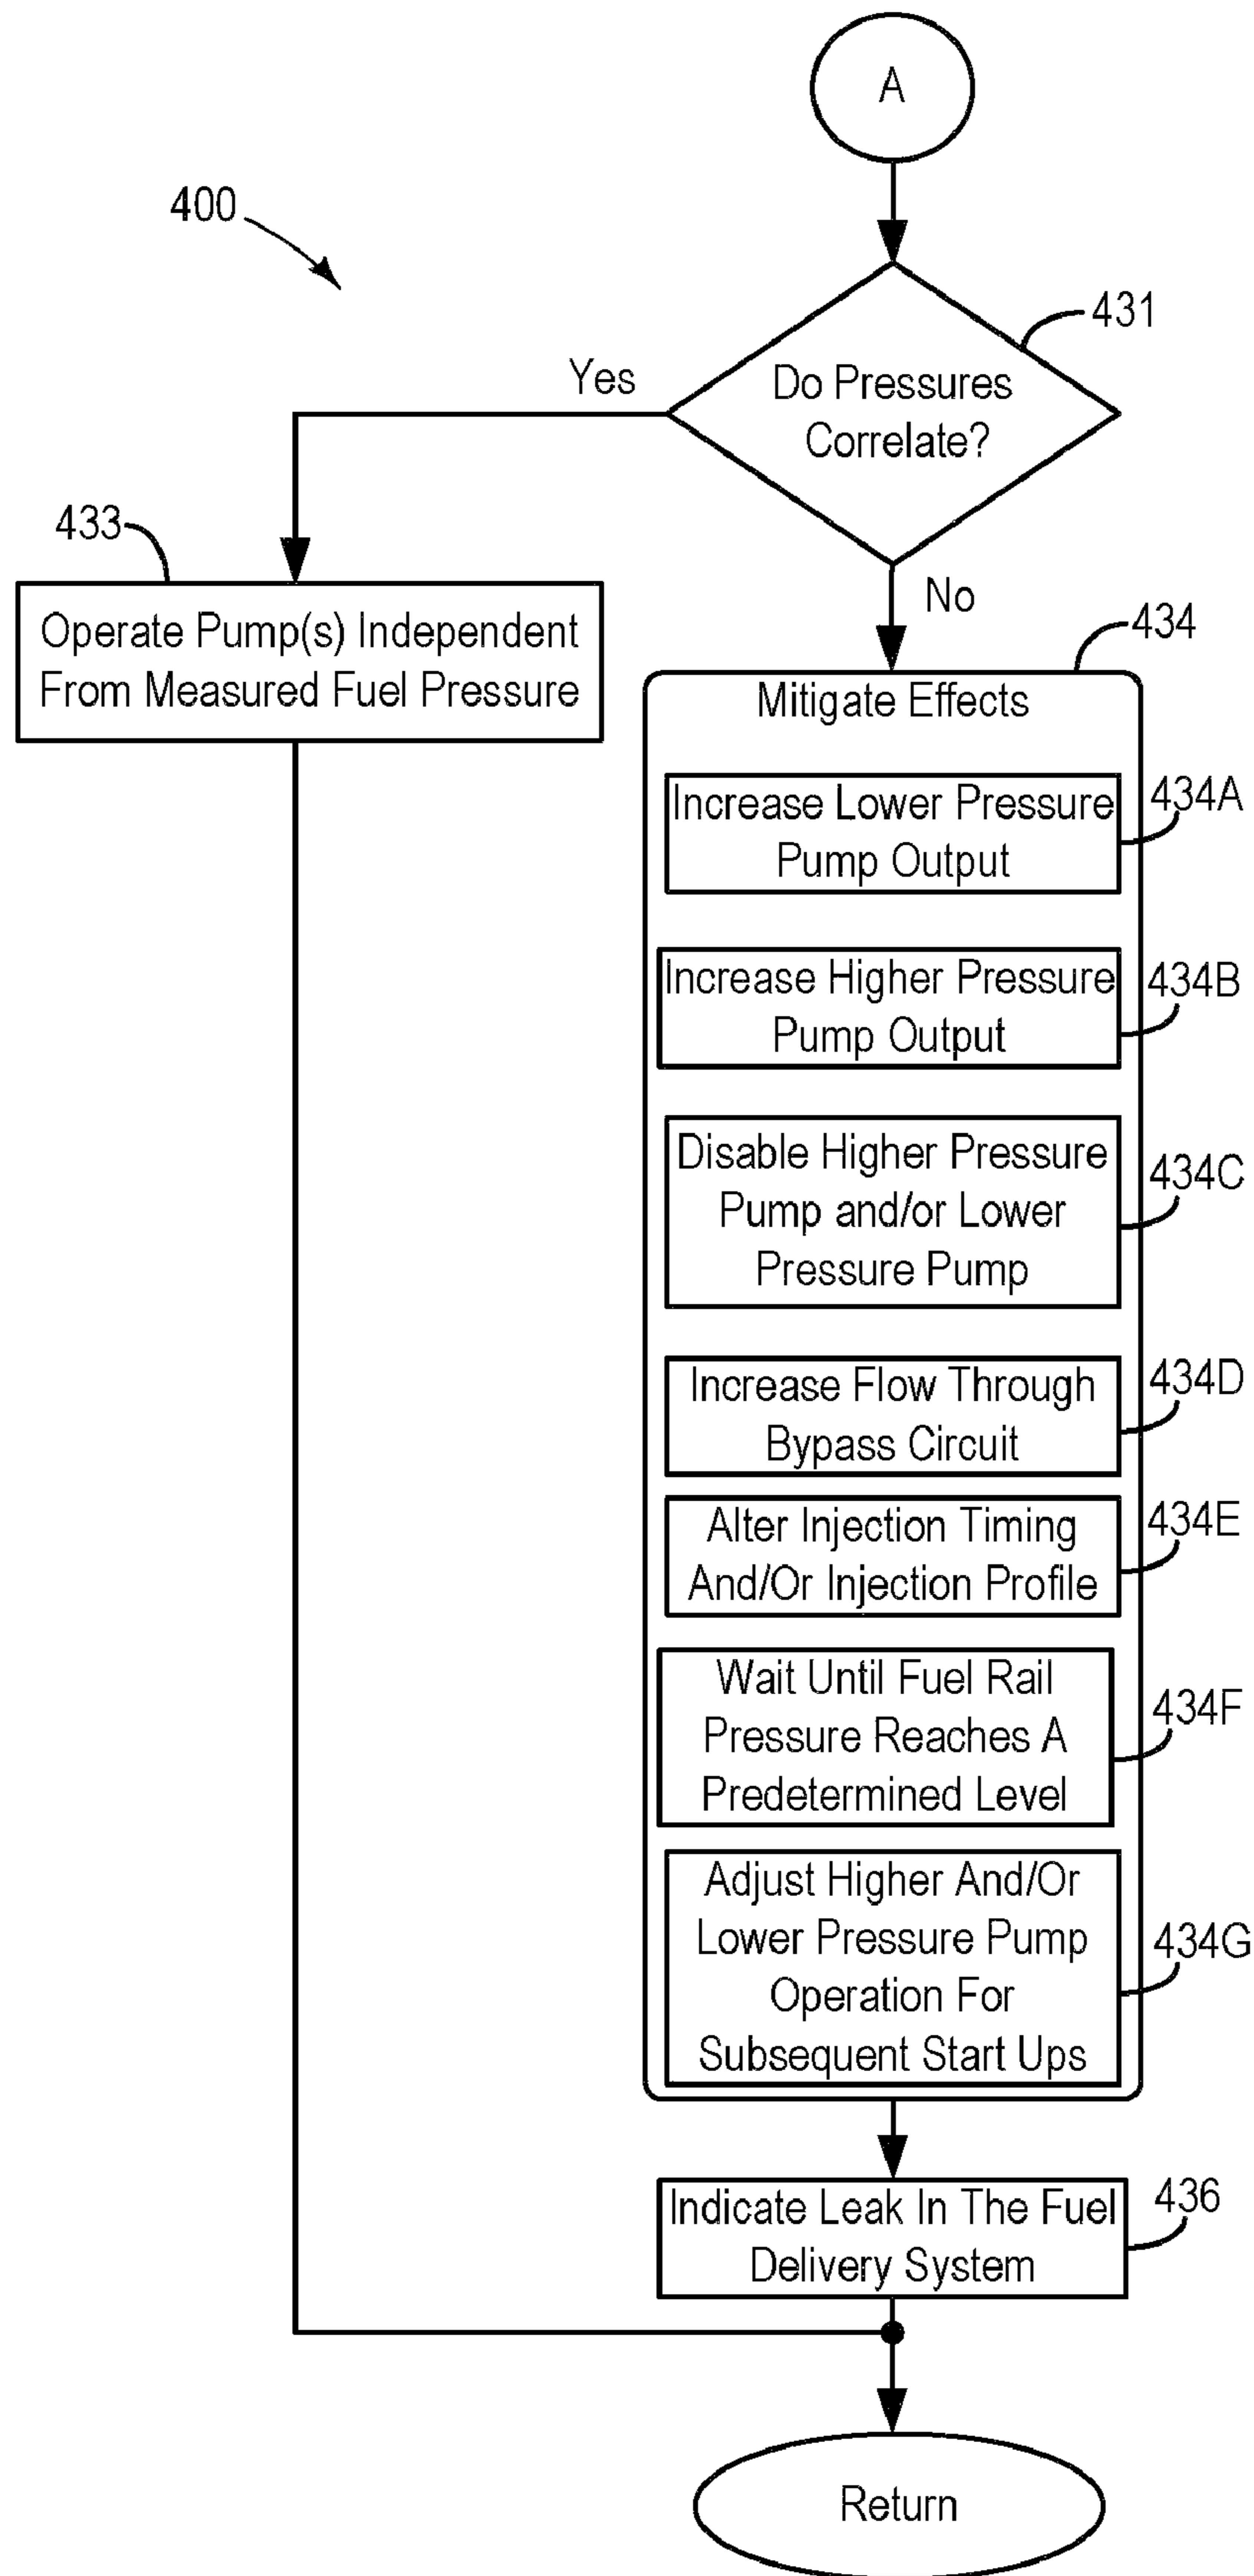 A
400
431
Do Pressures
Correlate?
Yes
No
433
Operate Pump(s) Independent
From Measured Fuel Pressure
434
Mitigate Effects
Increase Lower Pressure
Pump Output
434A
Increase Higher Pressure
Pump Output
434B
Disable Higher Pressure
Pump and/or Lower
Pressure Pump
434C
Increase Flow Through
Bypass Circuit
434D
Alter Injection Timing
And/Or Injection Profile
434E
Wait Until Fuel Rail
Pressure Reaches A
Predetermined Level
434F
Adjust Higher And/Or
Lower Pressure Pump
Operation For
Subsequent Start Ups
434G
Indicate Leak In The Fuel
Delivery System
436
Return